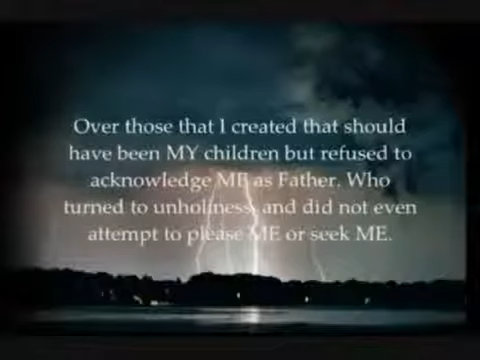 Over those that I created that should
have been MY children but refused to
acknowledge ME as Father. Who
turned to unholiness, and did not even
attempt to please ME or seek ME.